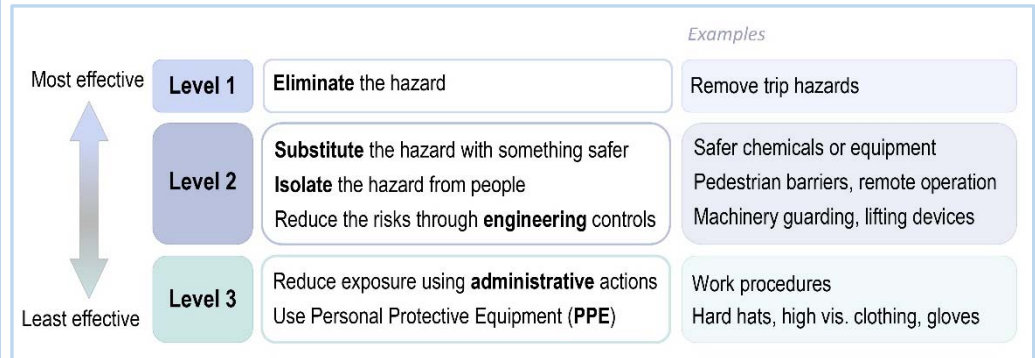 Examples
Most effective
Level 1
Eliminate the hazard
Remove trip hazards
Level 2
Substitute the hazard with something safer
Isolate the hazard from people
Reduce the risks through engineering controls
Safer chemicals or equipment
Pedestrian barriers, remote operation
Machinery guarding, lifting devices
Least effective
Level 3
Reduce exposure using administrative actions
Use Personal Protective Equipment (PPE)
Work procedures
Hard hats, high vis. clothing, gloves